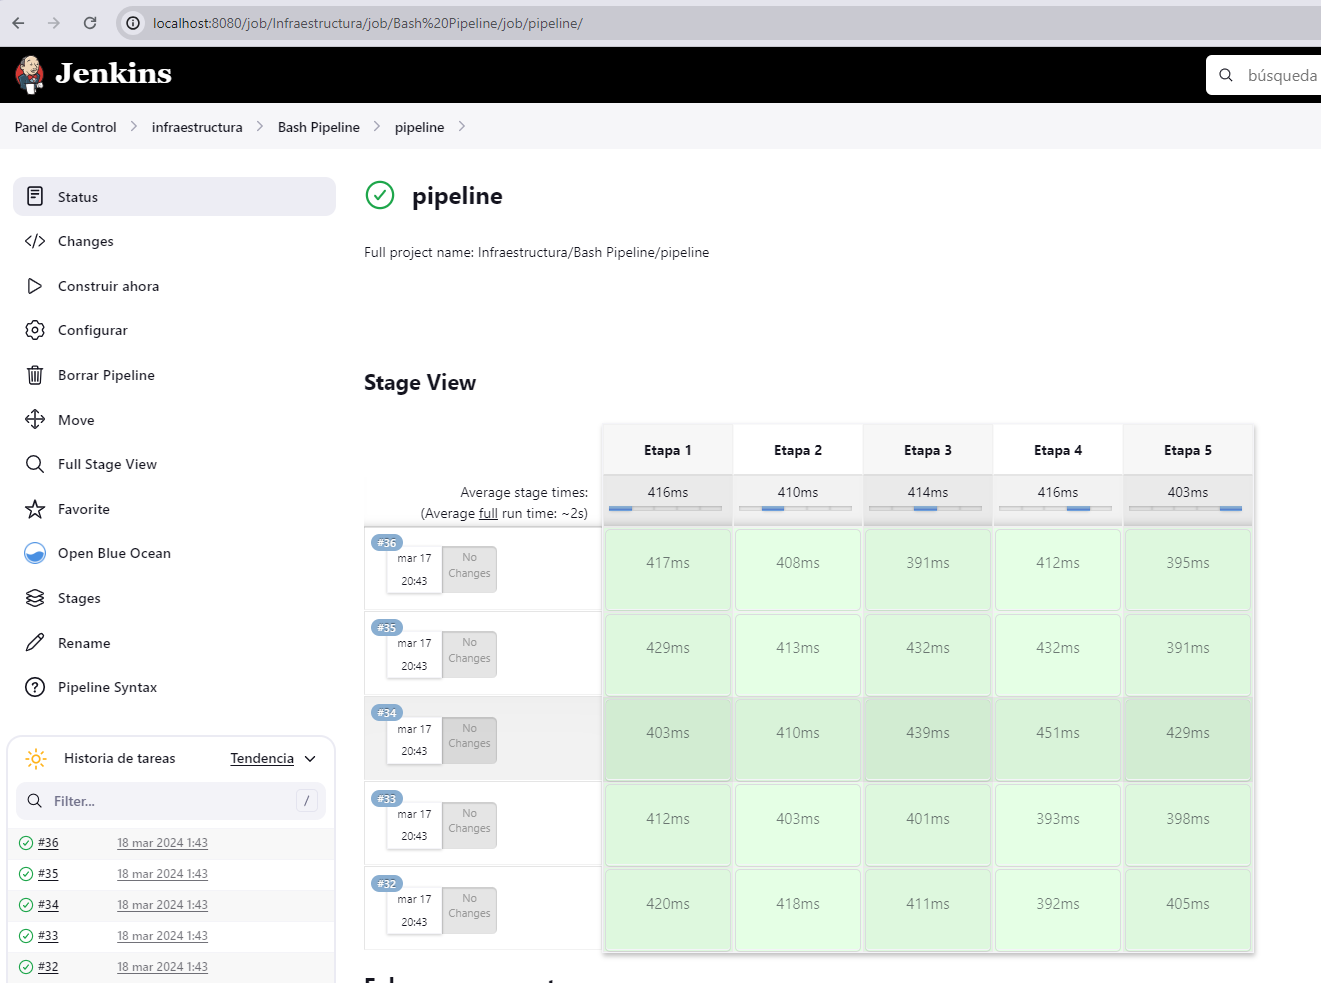 localhost:8080/job/Infraestructura/job/Bash%20Pipeline/job/pipeline/
Jenkins
búsqueda
Panel de Control
infraestructura
Bash Pipeline
pipeline
Status
Changes
Construir ahora
Configurar
Borrar Pipeline
Move
Full Stage View
Favorite
Open Blue Ocean
Stages
Rename
Pipeline Syntax
Historia de tareas
Tendencia
Filter...
/
#36 18 mar 2024 1:43
#35 18 mar 2024 1:43
#34 18 mar 2024 1:43
#33 18 mar 2024 1:43
#32 18 mar 2024 1:43
pipeline
Full project name: Infraestructura/Bash Pipeline/pipeline
Stage View
Etapa 1 Etapa 2 Etapa 3 Etapa 4 Etapa 5
Average stage times: 416ms 410ms 414ms 416ms 403ms
(Average full run time: ~2s)
#36
mar 17 No
20:43 Changes
417ms 408ms 391ms 412ms 395ms
#35
mar 17 No
20:43 Changes
429ms 413ms 432ms 432ms 391ms
#34
mar 17 No
20:43 Changes
403ms 410ms 439ms 451ms 429ms
#33
mar 17 No
20:43 Changes
412ms 403ms 401ms 393ms 398ms
#32
mar 17 No
20:43 Changes
420ms 418ms 411ms 392ms 405ms